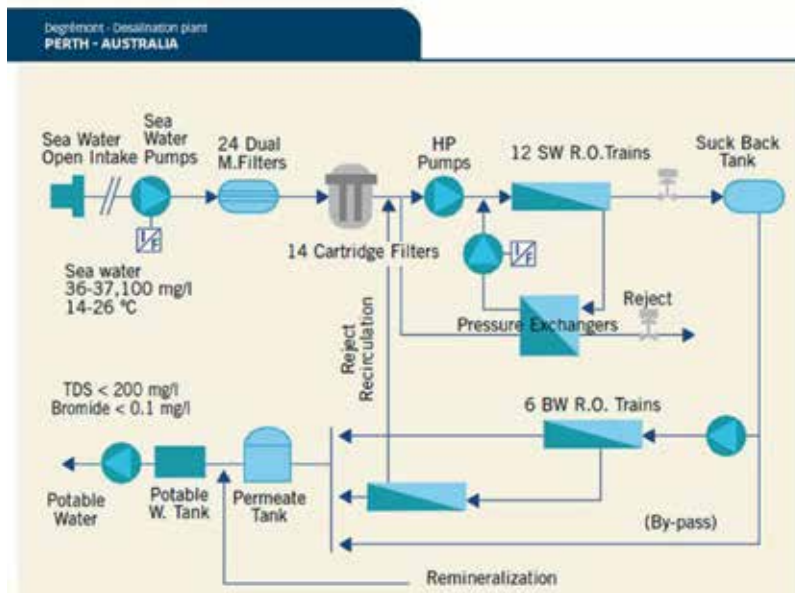 Degrémont - Desalination plant
PERTH - AUSTRALIA
Sea Water
Open Intake
Sea
Water
Pumps
24 Dual
M.Filters
HP
Pumps
12 SW R.O.Trains
Suck Back
Tank
I/F
14 Cartridge Filters
I/F
Sea water
36-37,100 mg/l
14-26 ºC
Reject
Pressure Exchangers
Reject
Recirculation
TDS < 200 mg/l
Bromide < 0.1 mg/l
6 BW R.O. Trains
Potable
Water
Potable
W. Tank
Permeate
Tank
(By-pass)
Remineralization